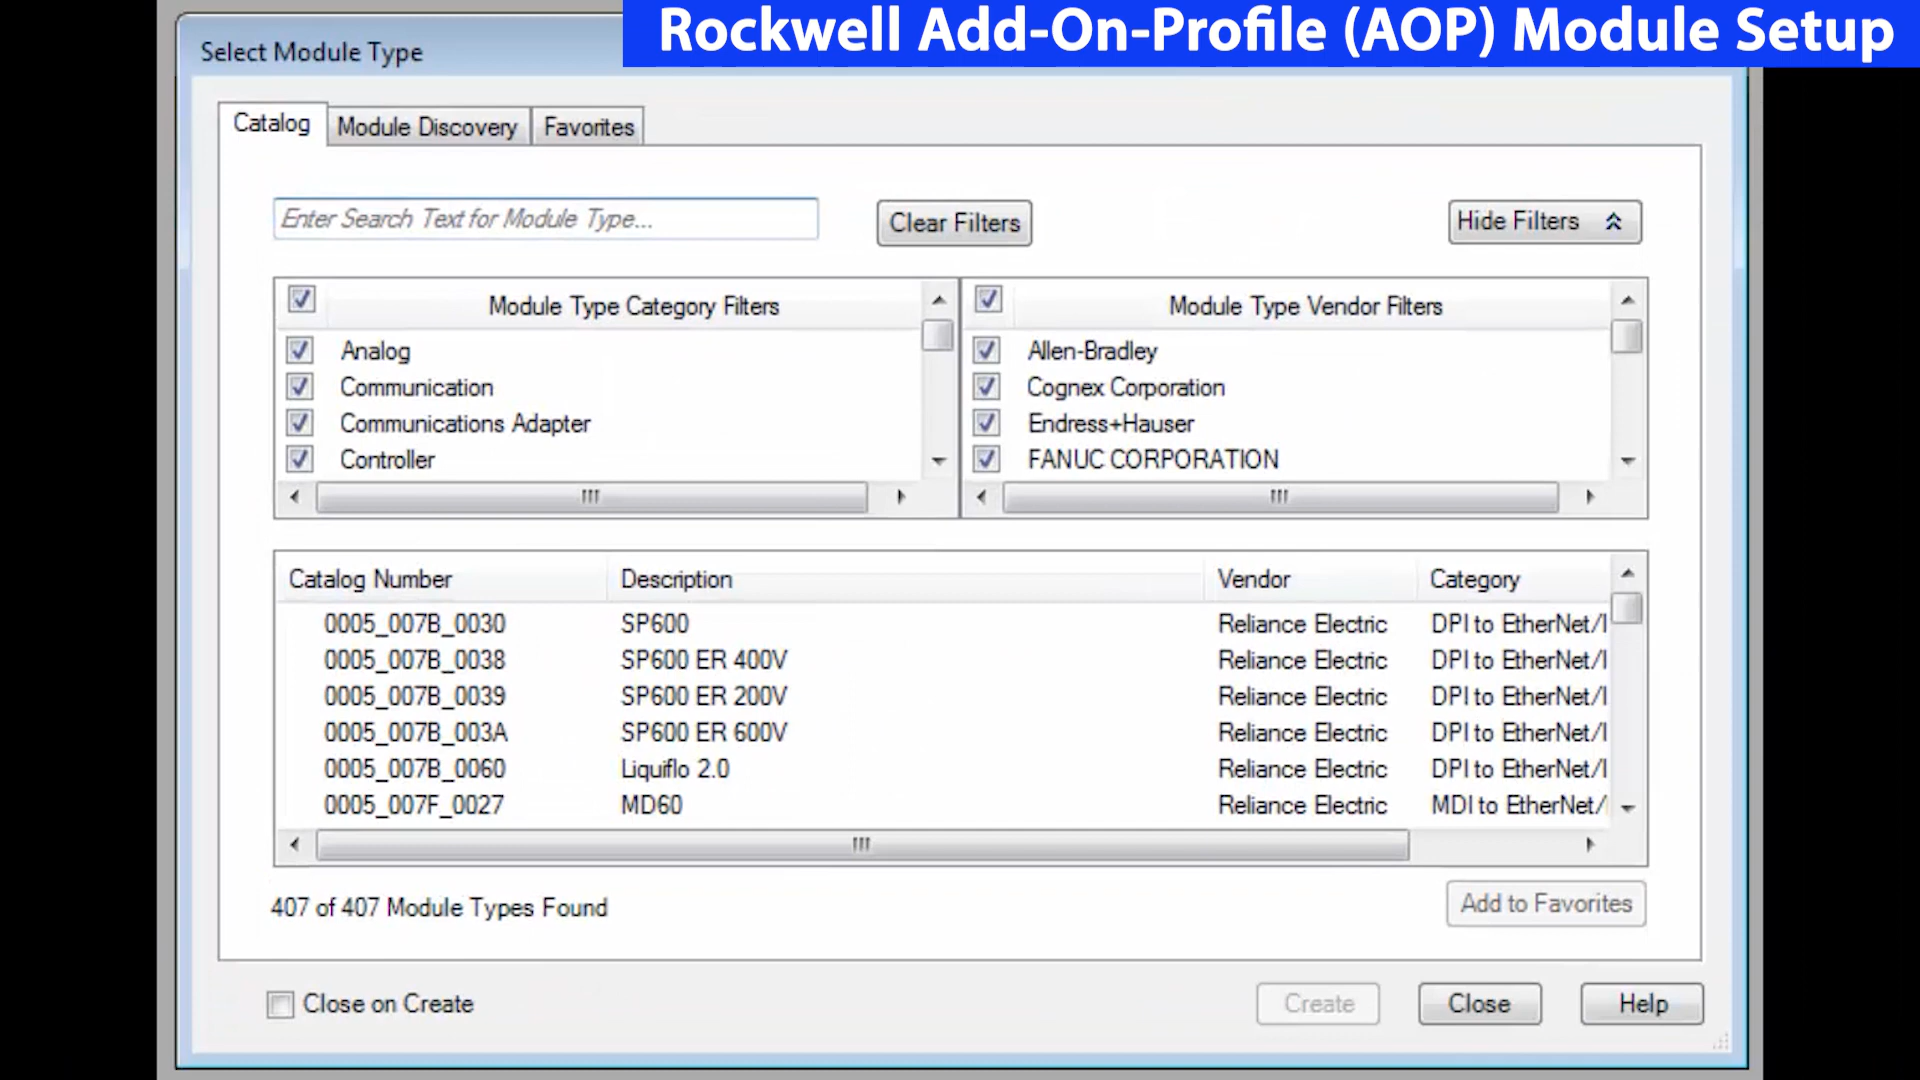 Rockwell Add-On-Profile (AOP) Module Setup
Select Module Type
Catalog Module Discovery Favorites
Enter Search Text for Module Type... Clear Filters Hide Filters
Module Type Category Filters Module Type Vendor Filters
Analog Allen-Bradley
Communication Cognex Corporation
Communications Adapter Endress+Hauser
Controller FANUC CORPORATION
Catalog Number Description Vendor Category
0005_007B_0030 SP600 Reliance Electric DPI to EtherNet/I
0005_007B_0038 SP600 ER 400V Reliance Electric DPI to EtherNet/I
0005_007B_0039 SP600 ER 200V Reliance Electric DPI to EtherNet/I
0005_007B_003A SP600 ER 600V Reliance Electric DPI to EtherNet/I
0005_007B_0060 Liquiflo 2.0 Reliance Electric DPI to EtherNet/I
0005_007F_0027 MD60 Reliance Electric MDI to EtherNet/
407 of 407 Module Types Found Add to Favorites
Close on Create Create Close Help